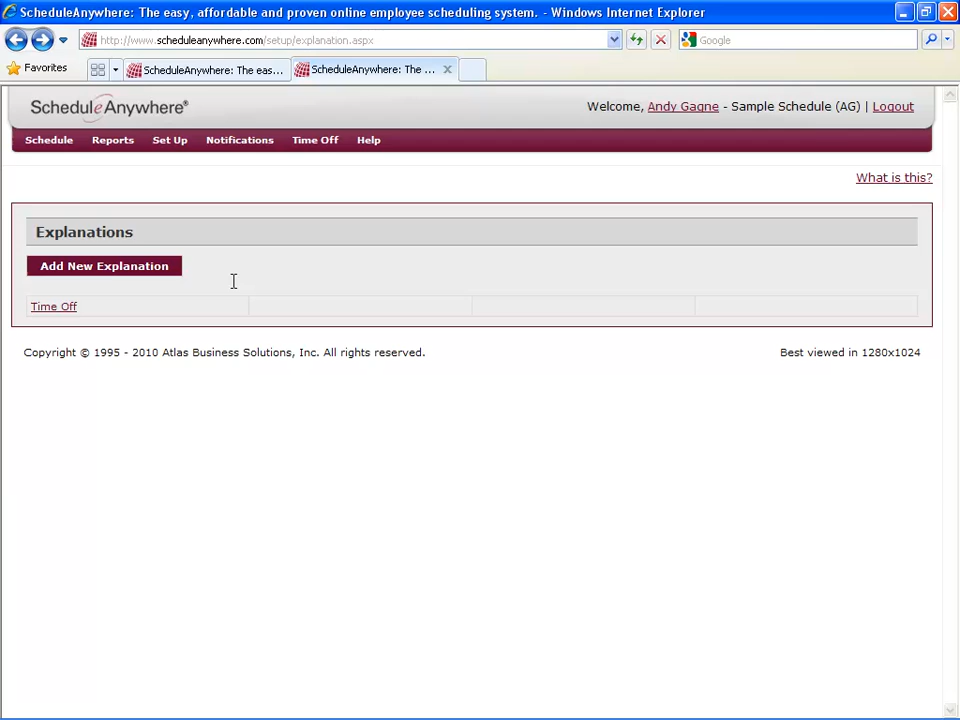 ScheduleAnywhere: The easy, affordable and proven online employee scheduling system. - Windows Internet Explorer
http://www.scheduleanywhere.com/setup/explanation.aspx
Google
Favorites
ScheduleAnywhere: The eas...
ScheduleAnywhere: The ...
ScheduleAnywhere®
Welcome, Andy Gagne - Sample Schedule (AG) | Logout
Schedule Reports Set Up Notifications Time Off Help
What is this?
Explanations
Add New Explanation
Time Off
Copyright © 1995 - 2010 Atlas Business Solutions, Inc. All rights reserved.
Best viewed in 1280x1024